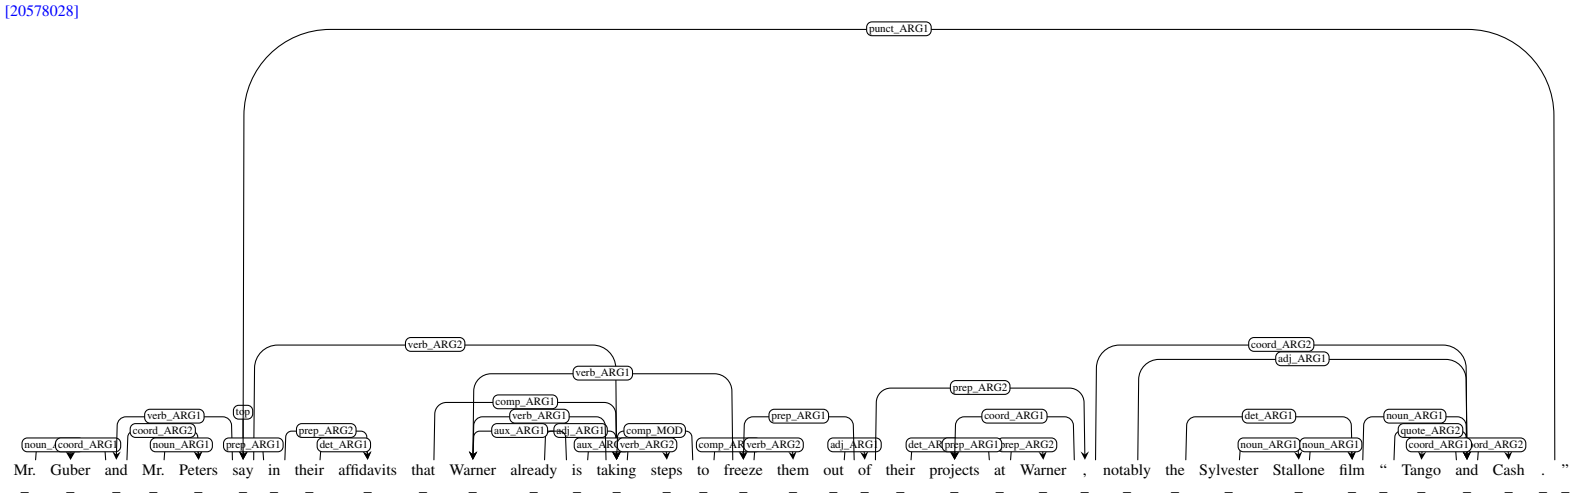 [20578028]
punct_ARG1
verb_ARG2 coord_ARG2
adj_ARG1
verb_ARG1
prep_ARG2
comp_ARG1
verb_ARG1 top verb_ARG1 prep_ARG1 coord_ARG1 det_ARG1 noun_ARG1
coord_ARG2 prep_ARG2 aux_ARG1 adj_ARG1 comp_MOD quote_ARG2
coord_ARG1 noun_ARG1 prep_ARG1 det_ARG1 verb_ARG2 verb_ARG2 adj_ARG1 prep_ARG1 prep_ARG2 noun_ARG1 noun_ARG1 coord_ARG1
Mr. Guber and Mr. Peters say in their affidavits that Warner already is taking steps to freeze them out of their projects at Warner , notably the Sylvester Stallone film “ Tango and Cash . ”
_ _ _ _ _ _ _ _ _ _ _ _ _ _ _ _ _ _ _ _ _ _ _ _ _ _ _ _ _ _ _ _ _ _ _ _